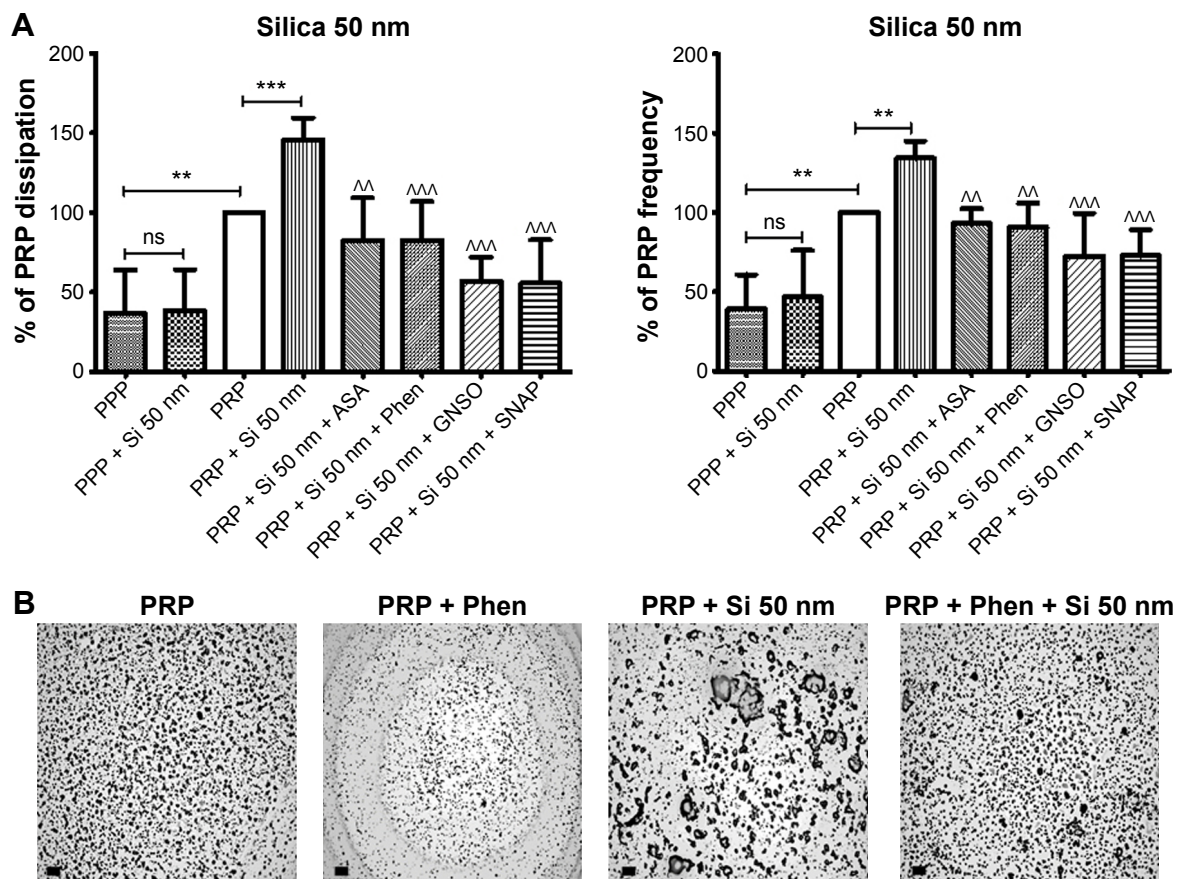 A
Silica 50 nm
% of PRP dissipation
200
150
100
50
0
**
ns
***
^^
^^^
^^^
^^^
PPP
PPP + Si 50 nm
PRP
PRP + Si 50 nm
PRP + Si 50 nm + ASA
PRP + Si 50 nm + Phen
PRP + Si 50 nm + GNSO
PRP + Si 50 nm + SNAP
Silica 50 nm
% of PRP frequency
200
150
100
50
0
**
ns
**
^^
^^
^^^
^^^
PPP
PPP + Si 50 nm
PRP
PRP + Si 50 nm
PRP + Si 50 nm + ASA
PRP + Si 50 nm + Phen
PRP + Si 50 nm + GNSO
PRP + Si 50 nm + SNAP
B
PRP
PRP + Phen
PRP + Si 50 nm
PRP + Phen + Si 50 nm